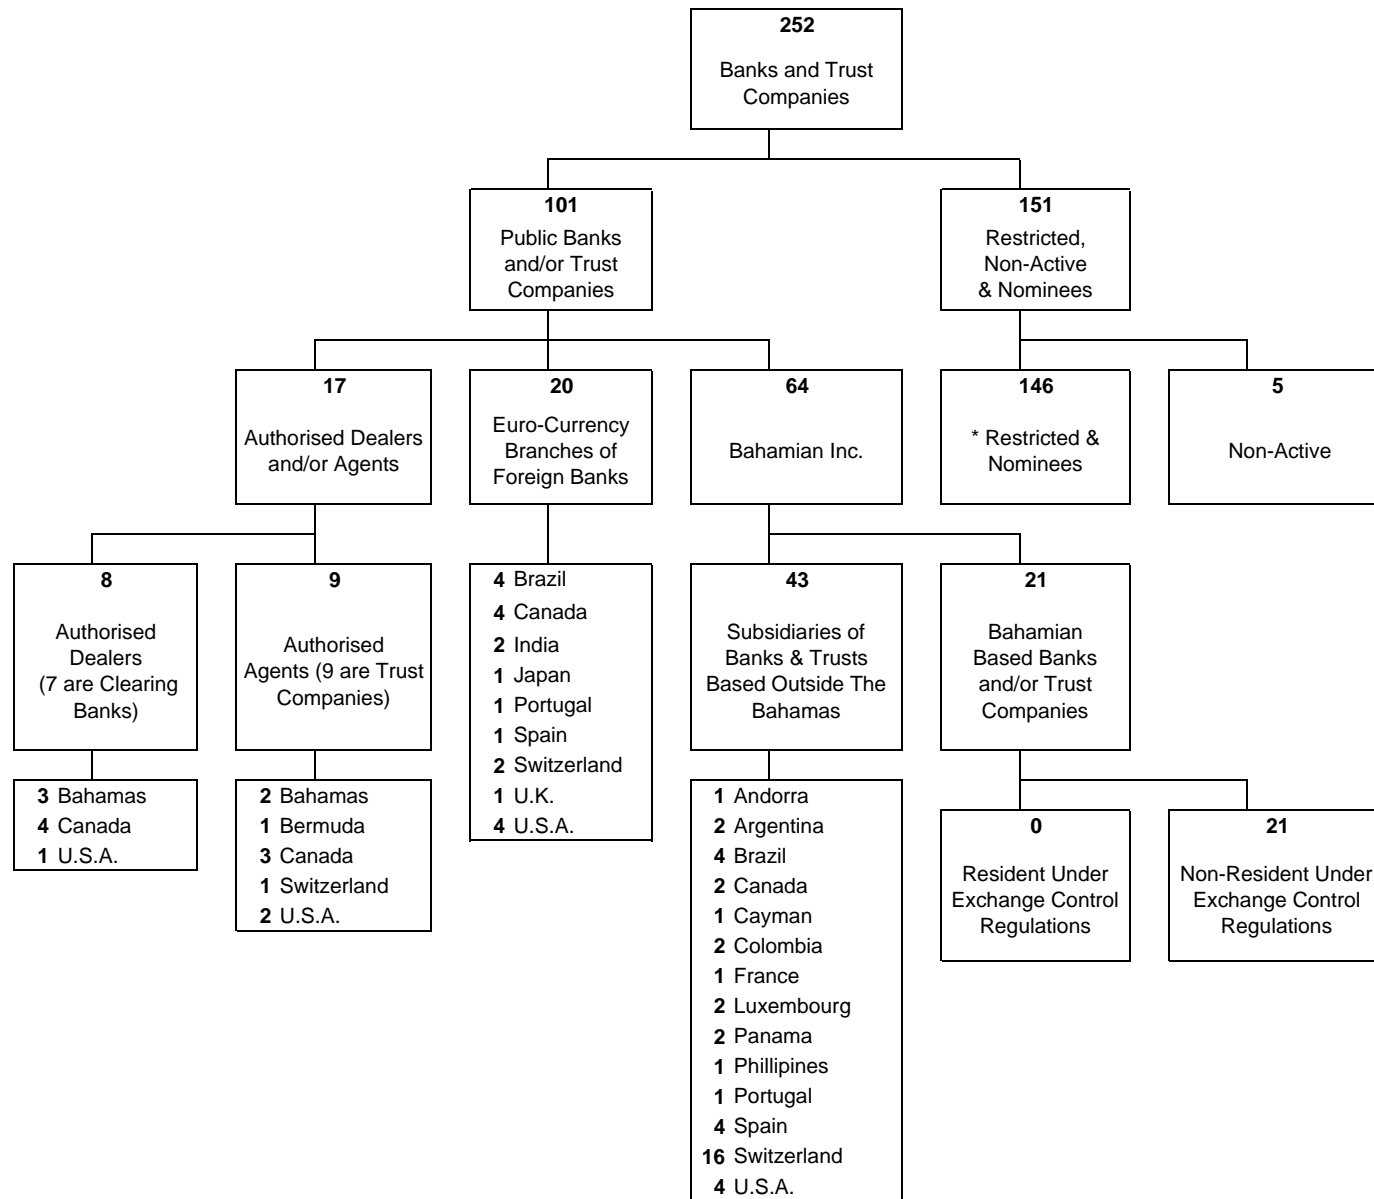 252
Banks and Trust
Companies
101
Public Banks
and/or Trust
Companies
151
Restricted,
Non-Active
& Nominees
17
Authorised Dealers
and/or Agents
20
Euro-Currency
Branches of
Foreign Banks
64
Bahamian Inc.
146
* Restricted &
Nominees
5
Non-Active
8
Authorised
Dealers
(7 are Clearing
Banks)
9
Authorised
Agents (9 are Trust
Companies)
4 Brazil
4 Canada
2 India
1 Japan
1 Portugal
1 Spain
2 Switzerland
1 U.K.
4 U.S.A.
43
Subsidiaries of
Banks & Trusts
Based Outside The
Bahamas
21
Bahamian
Based Banks
and/or Trust
Companies
3 Bahamas
4 Canada
1 U.S.A.
2 Bahamas
1 Bermuda
3 Canada
1 Switzerland
2 U.S.A.
1 Andorra
2 Argentina
4 Brazil
2 Canada
1 Cayman
2 Colombia
1 France
2 Luxembourg
2 Panama
1 Phillipines
1 Portugal
4 Spain
16 Switzerland
4 U.S.A.
0
Resident Under
Exchange Control
Regulations
21
Non-Resident Under
Exchange Control
Regulations